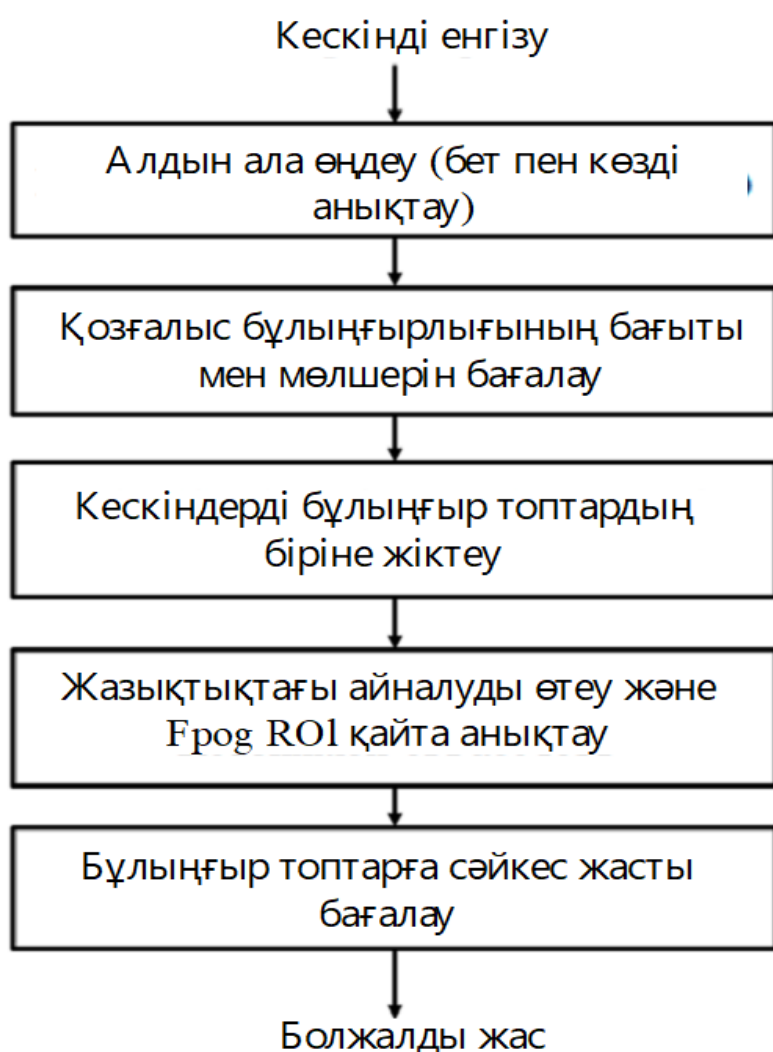 Кескінді енгізу
Алдын ала өңдеу (бет пен көзді
анықтау)
Қозғалыс бұлыңғырлығының бағыты
мен мөлшерін бағалау
Кескіндерді бұлыңғыр топтардың
біріне жіктеу
Жазықтықтағы айналуды өтеу және
Fpog ROl қайта анықтау
Бұлыңғыр топтарға сәйкес жасты
бағалау
Болжалды жас